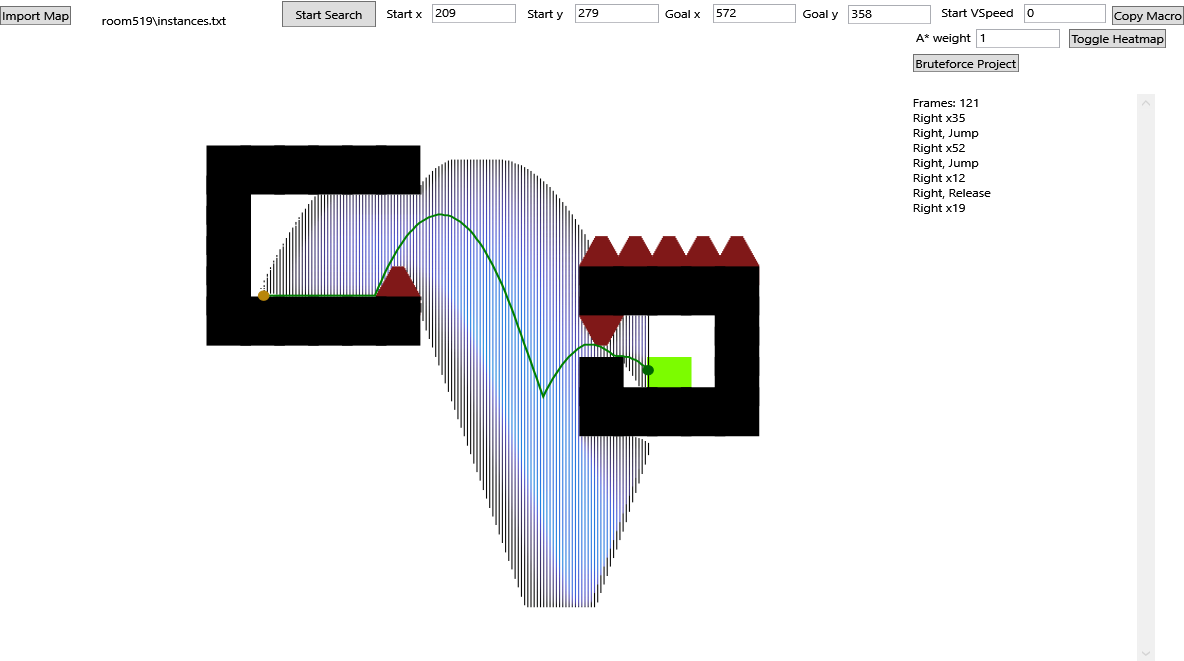 Import Map
room519\instances.txt
Start Search
Start x 209
Start y 279
Goal x 572
Goal y 358
Start VSpeed 0
Copy Macro
A* weight 1
Toggle Heatmap
Bruteforce Project
Frames: 121
Right x35
Right, Jump
Right x52
Right, Jump
Right x12
Right, Release
Right x19